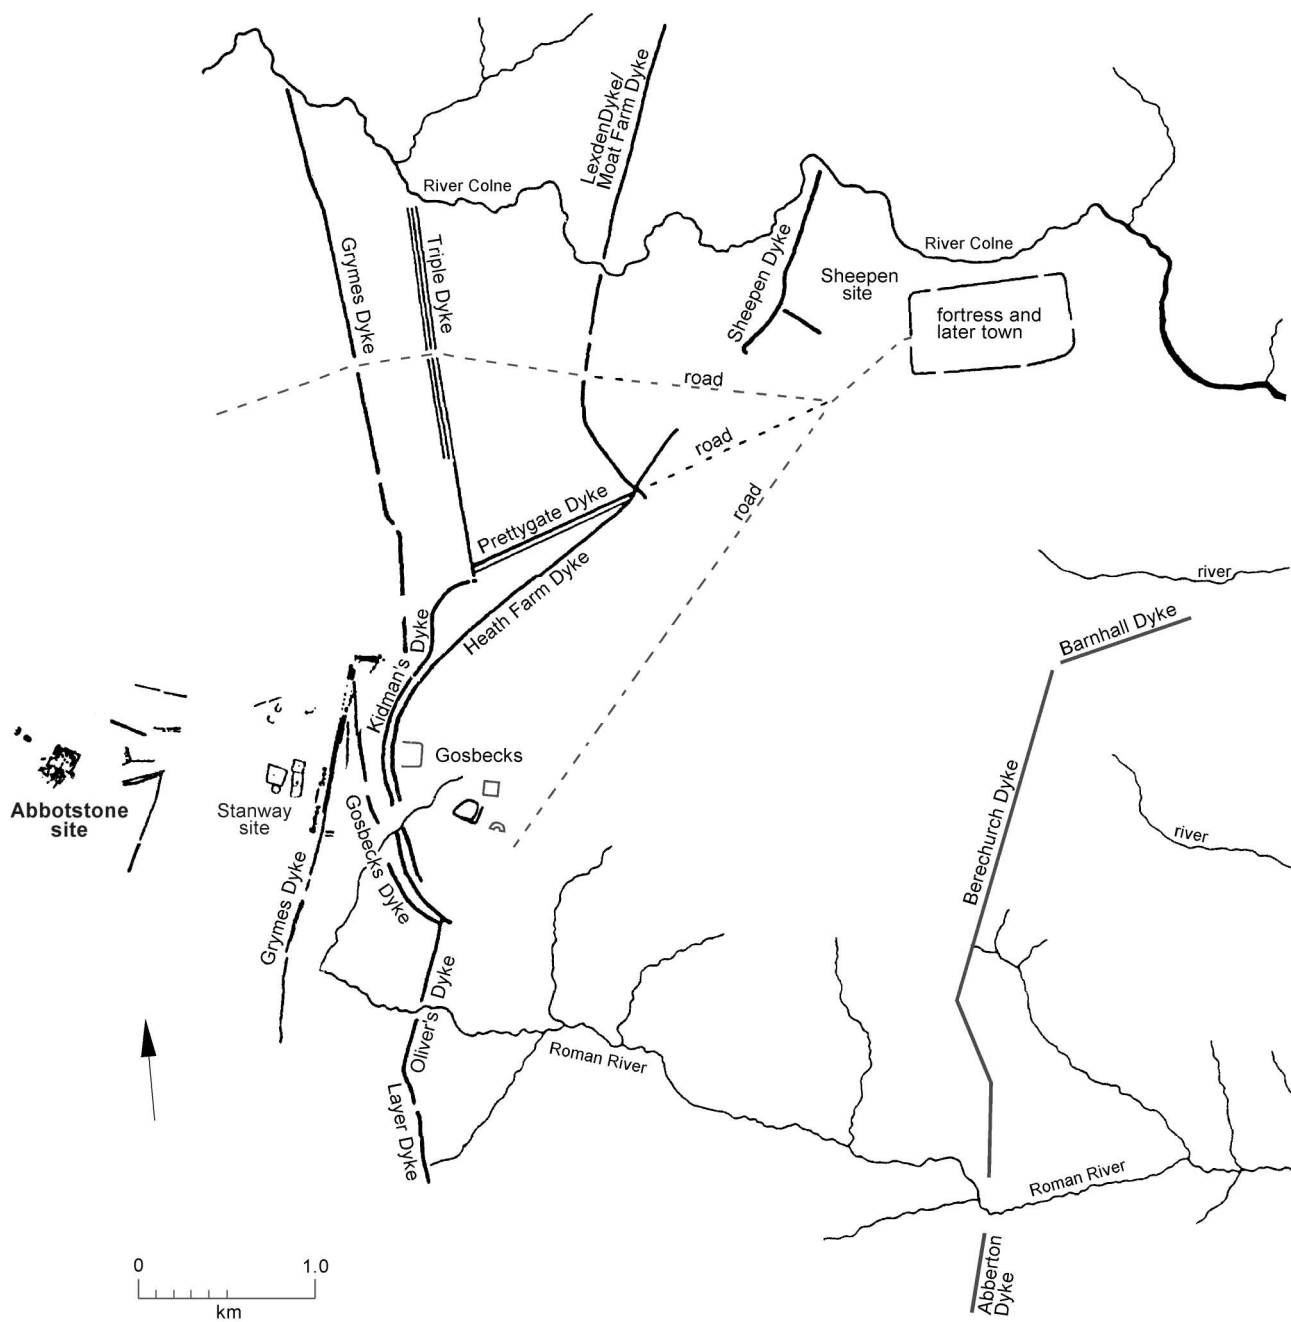 LexdenDyke/
Moat Farm Dyke
River Colne
Grymes Dyke
Triple Dyke
Sheepen Dyke
River Colne
Sheepen
site
fortress and
later town
road
road
road
Prettygate Dyke
Heath Farm Dyke
Kidman's Dyke
river
Barnhall Dyke
Gosbecks
Abbotstone
site
Stanway
site
Gosbecks Dyke
Grymes Dyke
Berechurch Dyke
river
Oliver's Dyke
Roman River
Layer Dyke
Roman River
Abberton
Dyke
0 1.0
km